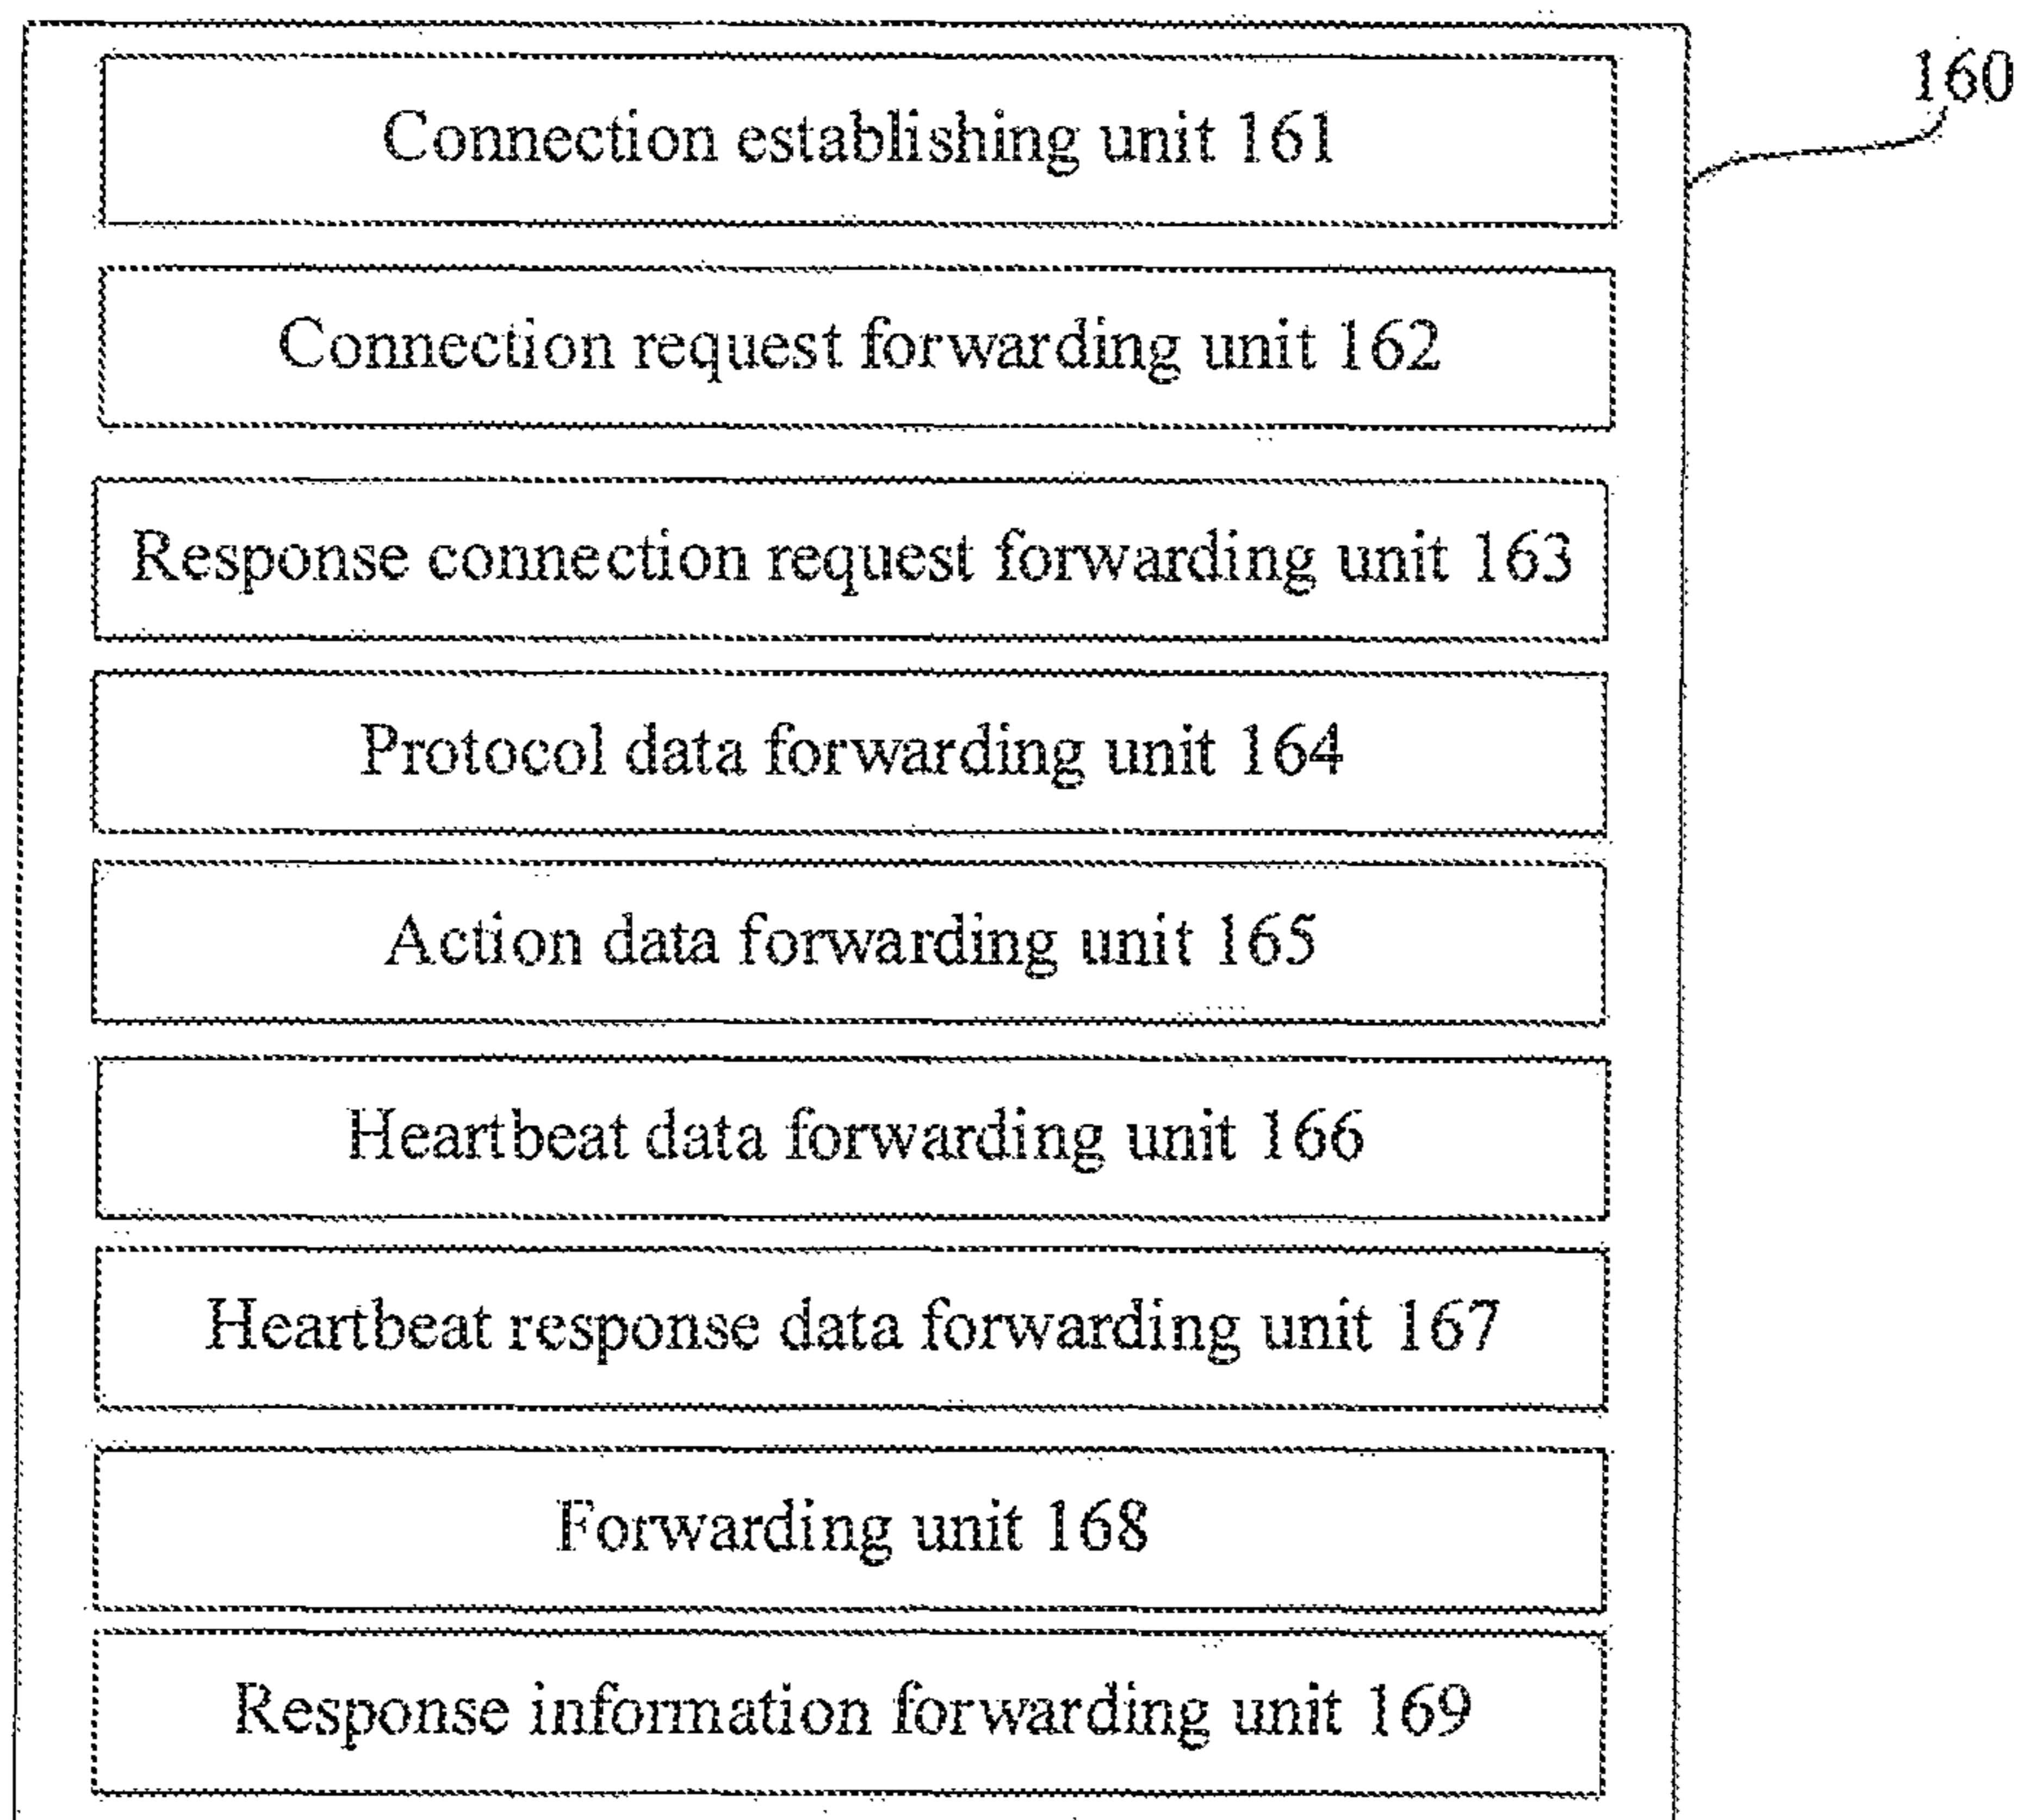 160
Connection establishing unit 161
Connection request forwarding unit 162
Response connection request forwarding unit 163
Protocol data forwarding unit 164
Action data forwarding unit 165
Heartbeat data forwarding unit 166
Heartbeat response data forwarding unit 167
Forwarding unit 168
Response information forwarding unit 169